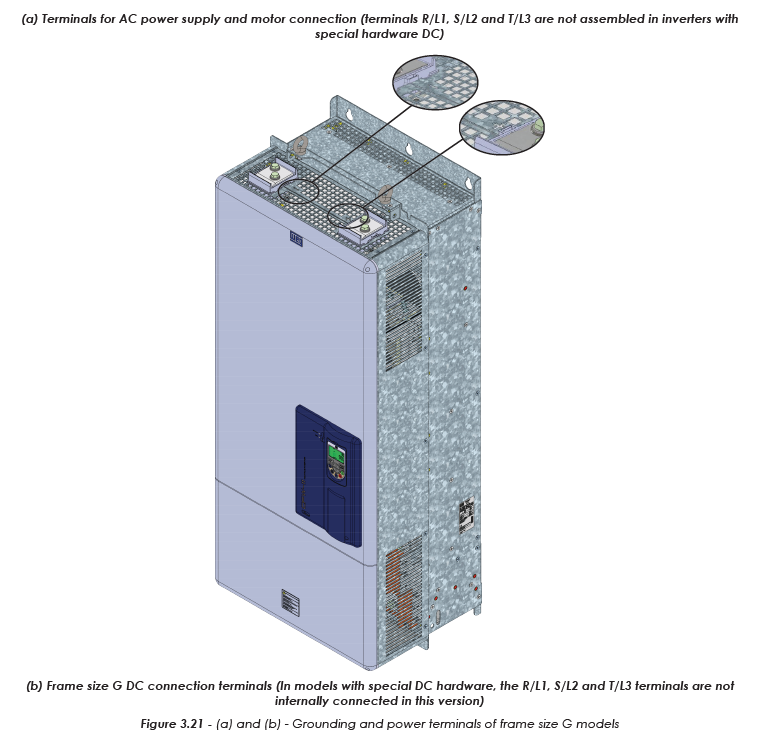 (a) Terminals for AC power supply and motor connection (terminals R/L1, S/L2 and T/L3 are not assembled in inverters with
special hardware DC)
(b) Frame size G DC connection terminals (In models with special DC hardware, the R/L1, S/L2 and T/L3 terminals are not
internally connected in this version)
Figure 3.21 - (a) and (b) - Grounding and power terminals of frame size G models